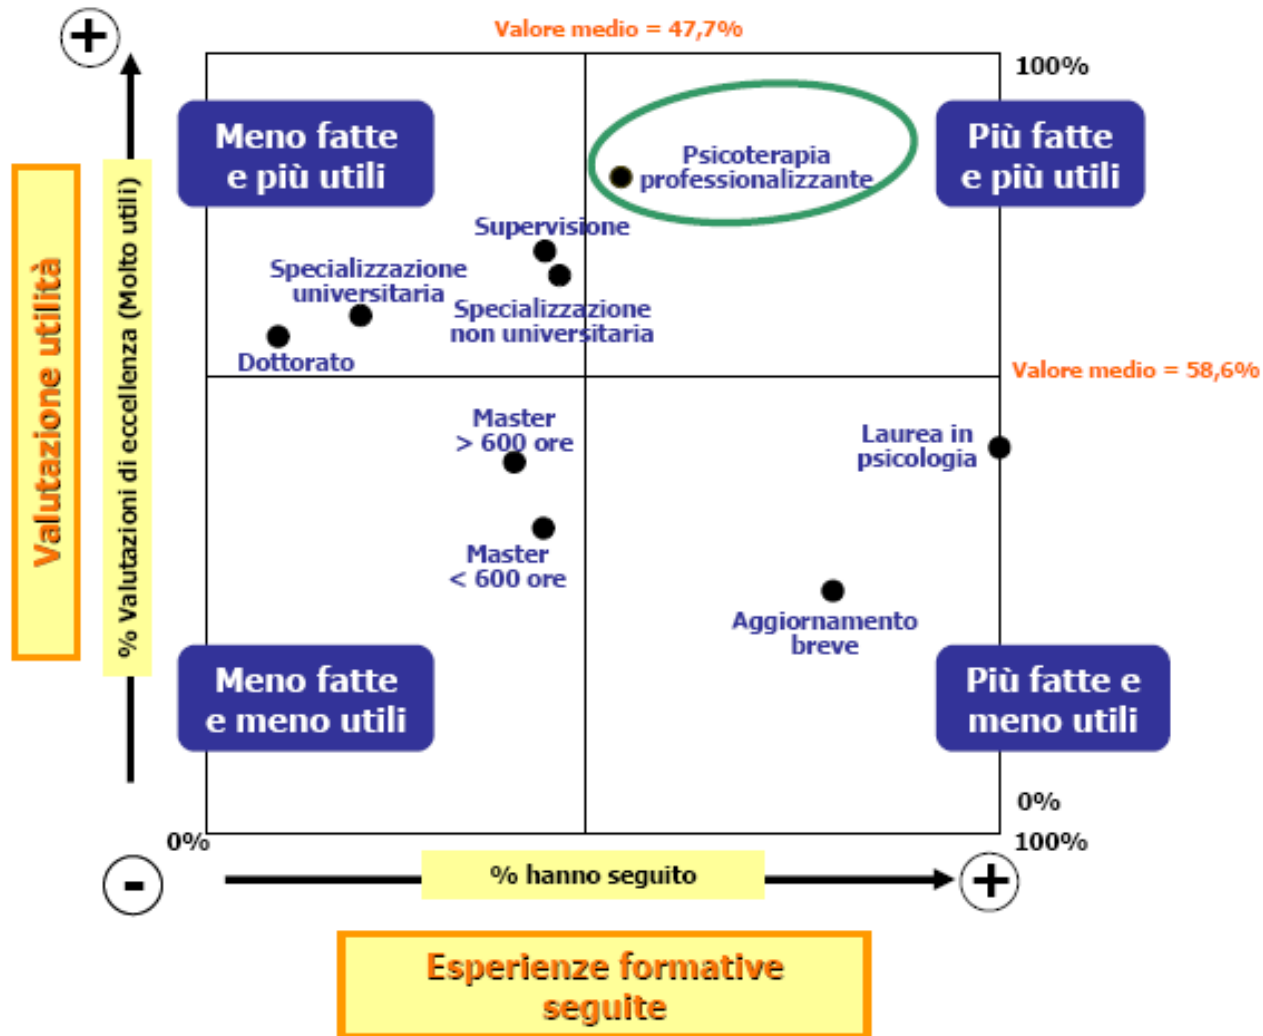 Valore medio = 47,7%
+
100%
Meno fatte
e più utili
Più fatte
e più utili
Psicoterapia
professionalizzante
Supervisione
Specializzazione
universitaria
Specializzazione
non universitaria
Dottorato
Valore medio = 58,6%
Valutazione utilità
% Valutazioni di eccellenza (Molto utili)
Master
> 600 ore
Laurea in
psicologia
Master
< 600 ore
Aggiornamento
breve
Meno fatte
e meno utili
Più fatte e
meno utili
0%
0%
100%
-
% hanno seguito
+
Esperienze formative
seguite